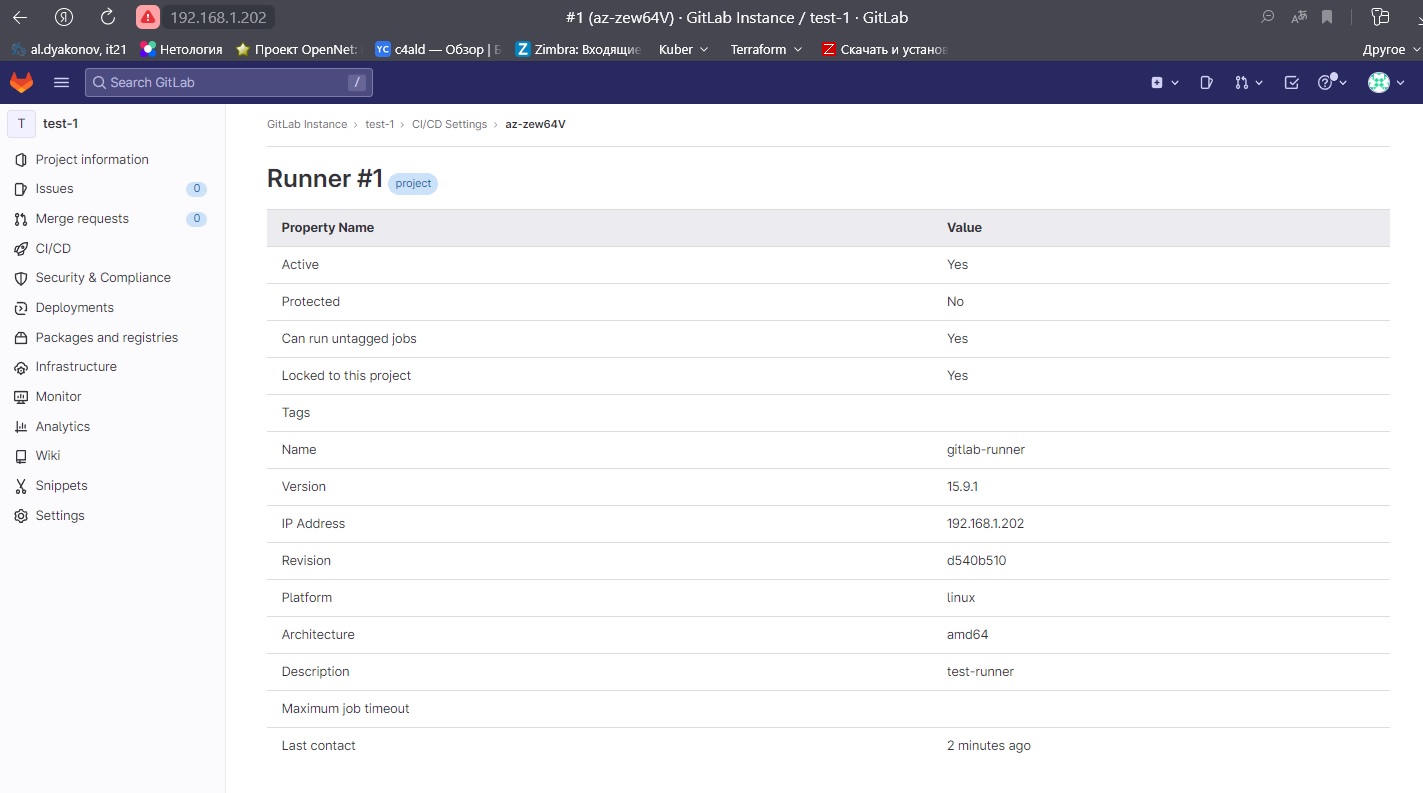 192.168.1.202 #1 (az-zew64V) · GitLab Instance / test-1 · GitLab
al.dyakonov, it21 Нетология Проект OpenNet: YC c4ald — Обзор | Z Zimbra: Входящие Kuber Terraform Z Скачать и установ Другое
Search GitLab /
T test-1
GitLab Instance › test-1 › CI/CD Settings › az-zew64V
Project information
Issues 0
Merge requests 0
CI/CD
Security & Compliance
Deployments
Packages and registries
Infrastructure
Monitor
Analytics
Wiki
Snippets
Settings
Runner #1 project
Property Name Value
Active Yes
Protected No
Can run untagged jobs Yes
Locked to this project Yes
Tags
Name gitlab-runner
Version 15.9.1
IP Address 192.168.1.202
Revision d540b510
Platform linux
Architecture amd64
Description test-runner
Maximum job timeout
Last contact 2 minutes ago